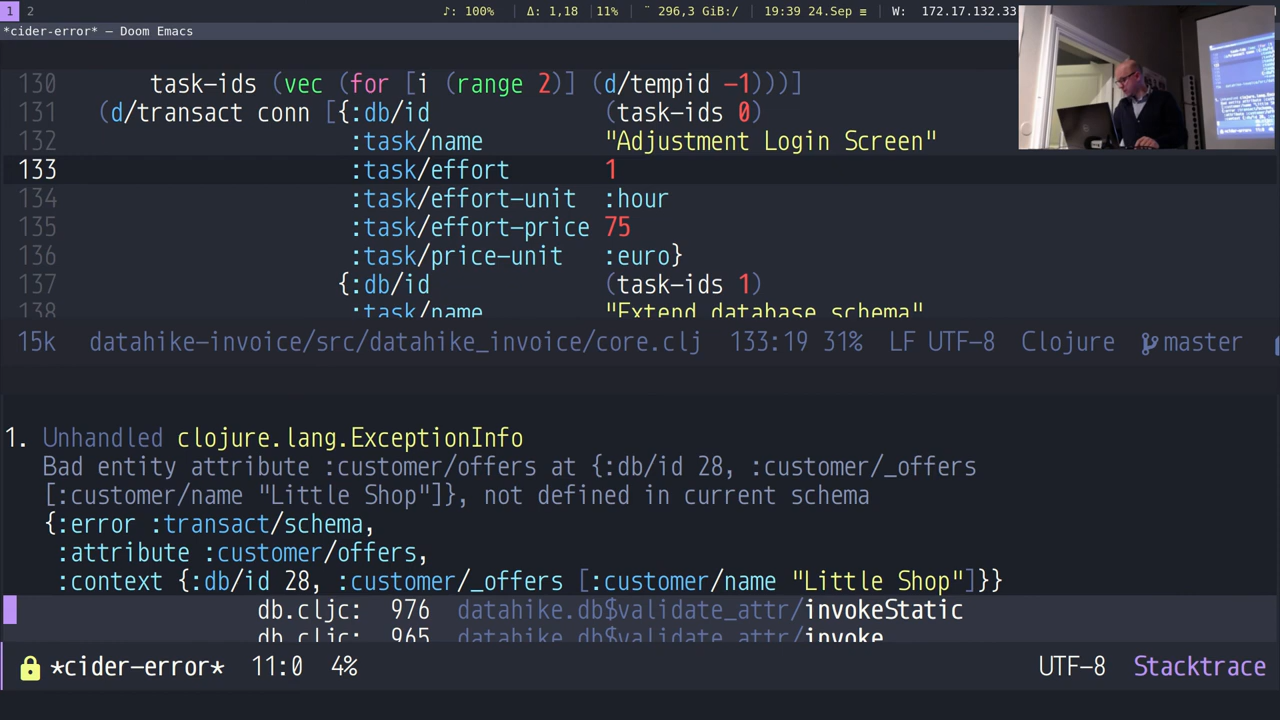 1 2 ♪: 100% | Δ: 1,18 |11% | ¨ 296,3 GiB:/ | 19:39 24.Sep ≡ | W: 172.17.132.33
*cider-error* – Doom Emacs
130 task-ids (vec (for [i (range 2)] (d/tempid -1)))]
131 (d/transact conn [{:db/id (task-ids 0)
132 :task/name "Adjustment Login Screen"
133 :task/effort 1
134 :task/effort-unit :hour
135 :task/effort-price 75
136 :task/price-unit :euro}
137 {:db/id (task-ids 1)
138 :task/name "Extend database schema"
15k datahike-invoice/src/datahike_invoice/core.clj 133:19 31% LF UTF-8 Clojure master
1. Unhandled clojure.lang.ExceptionInfo
Bad entity attribute :customer/offers at {:db/id 28, :customer/_offers
[:customer/name "Little Shop"]}, not defined in current schema
{:error :transact/schema,
:attribute :customer/offers,
:context {:db/id 28, :customer/_offers [:customer/name "Little Shop"]}}
db.cljc: 976 datahike.db$validate_attr/invokeStatic
db.cljc: 965 datahike.db$validate_attr/invoke
*cider-error* 11:0 4% UTF-8 Stacktrace